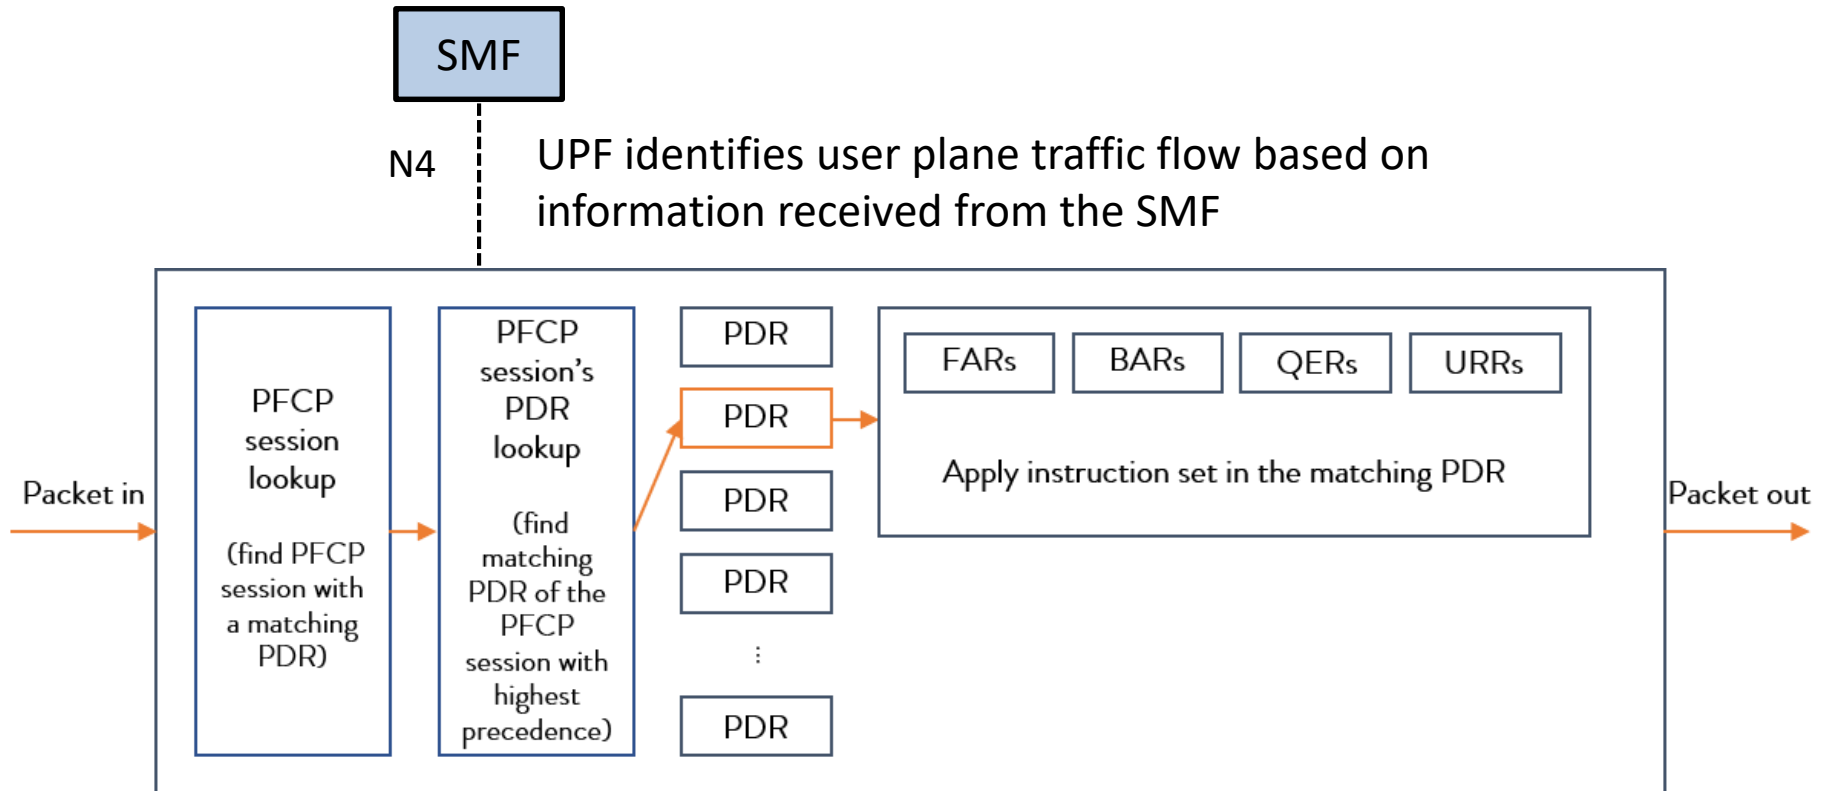 SMF
N4
UPF identifies user plane traffic flow based on
information received from the SMF
Packet in
PFCP
session
lookup
(find PFCP
session with
a matching
PDR)
PFCP
session's
PDR
lookup
(find
matching
PDR of the
PFCP
session with
highest
precedence)
PDR
PDR
PDR
PDR
⋮
PDR
FARs
BARs
QERs
URRs
Apply instruction set in the matching PDR
Packet out